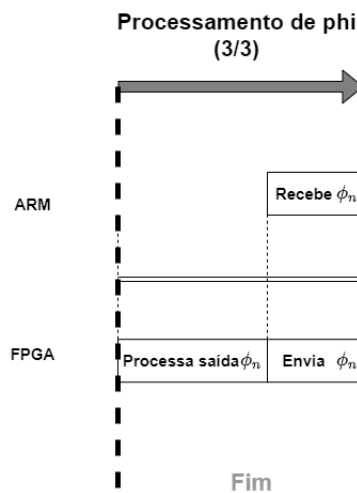 Processamento de phi
(3/3)
ARM
Recebe ϕₙ
FPGA
Processa saída ϕₙ
Envia ϕₙ
Fim